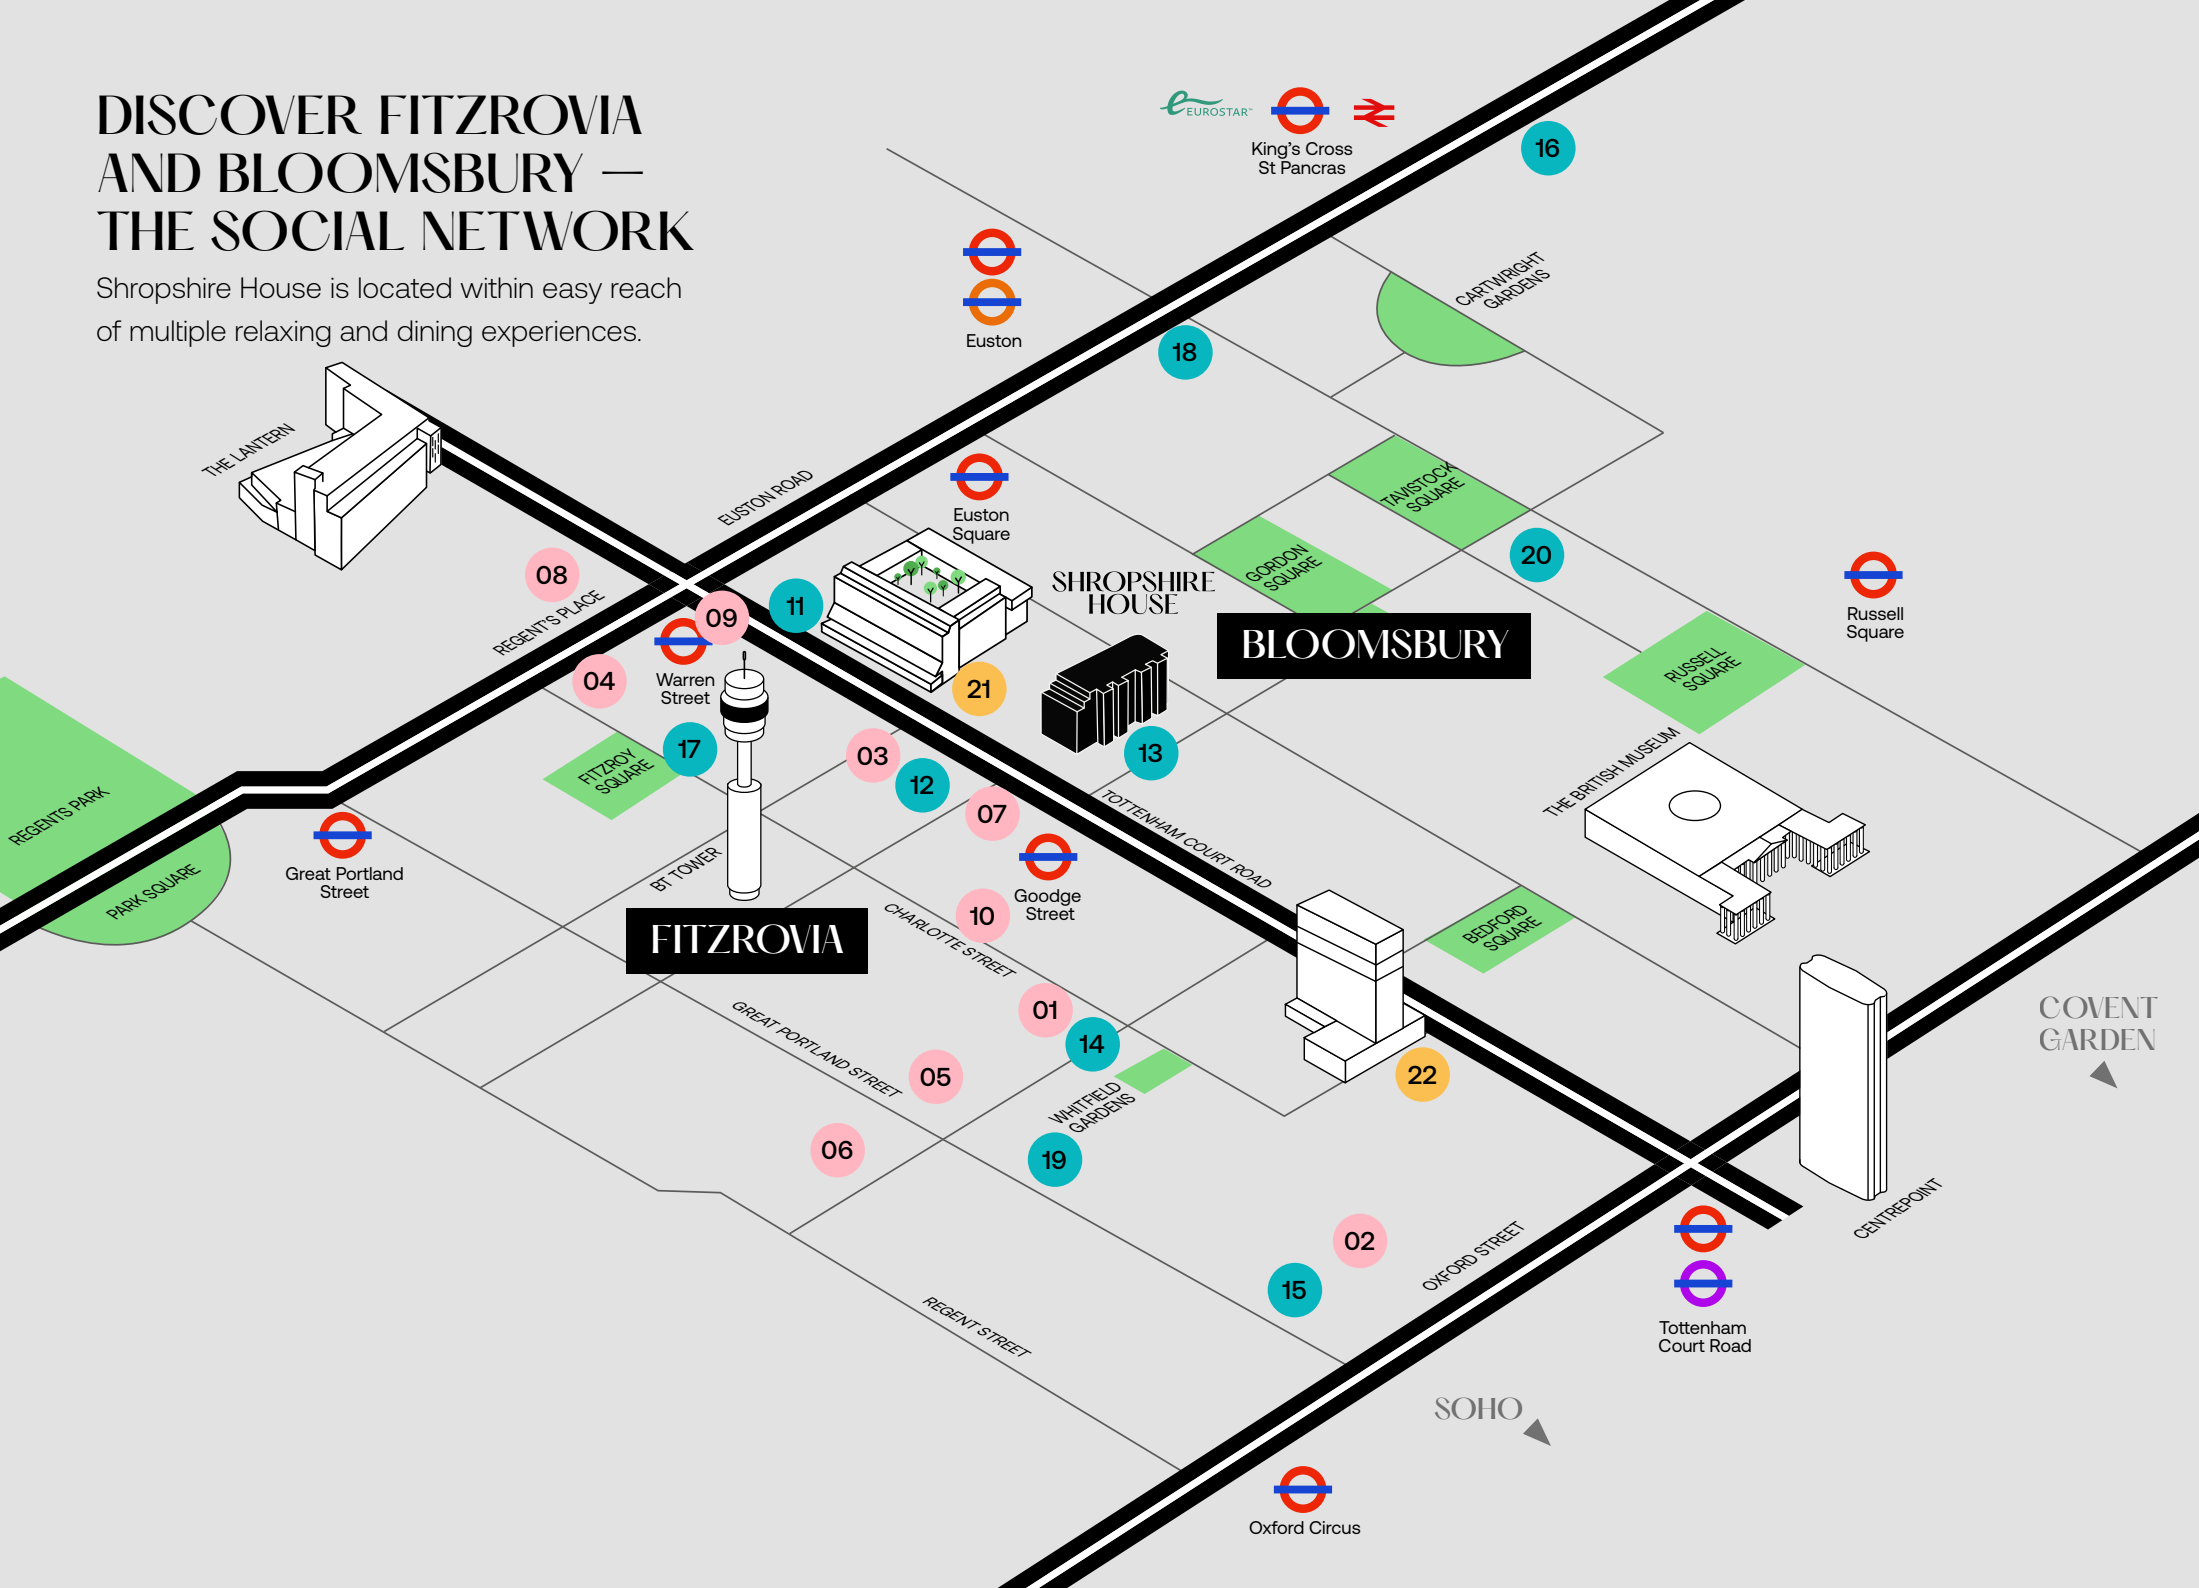 DISCOVER FITZROVIA
AND BLOOMSBURY —
THE SOCIAL NETWORK
Shropshire House is located within easy reach
of multiple relaxing and dining experiences.
EUROSTAR™
King's Cross
St Pancras
16
CARTWRIGHT
GARDENS
Euston
18
THE LANTERN
EUSTON ROAD
Euston
Square
TAVISTOCK
SQUARE
GORDON
SQUARE
20
08
REGENT'S PLACE
09
11
SHROPSHIRE
HOUSE
BLOOMSBURY
Russell
Square
RUSSELL
SQUARE
04
Warren
Street
21
17
FITZROY
SQUARE
03
12
13
07
TOTTENHAM COURT ROAD
THE BRITISH MUSEUM
REGENTS PARK
PARK SQUARE
Great Portland
Street
BT TOWER
FITZROVIA
Goodge
Street
10
CHARLOTTE STREET
BEDFORD
SQUARE
01
14
GREAT PORTLAND STREET
05
WHITFIELD
GARDENS
22
COVENT
GARDEN
06
19
02
15
OXFORD STREET
CENTREPOINT
REGENT STREET
Tottenham
Court Road
SOHO
Oxford Circus